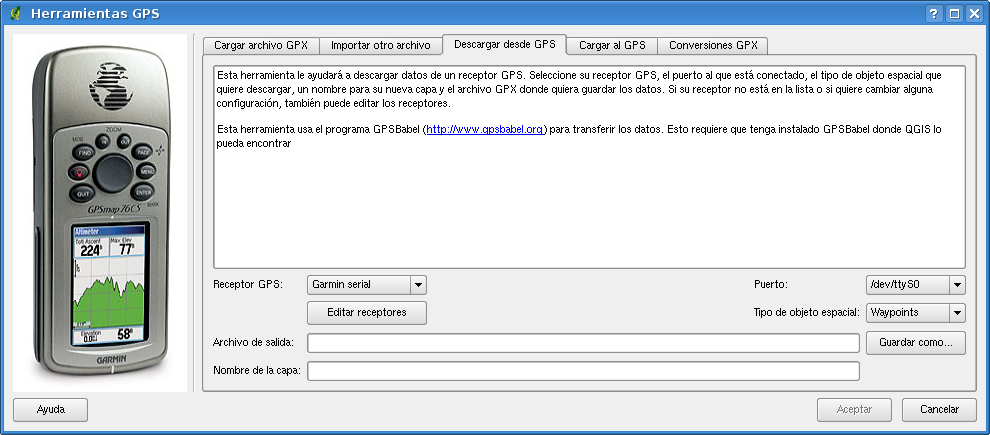 Herramientas GPS
Cargar archivo GPX
Importar otro archivo
Descargar desde GPS
Cargar al GPS
Conversiones GPX
Esta herramienta le ayudará a descargar datos de un receptor GPS. Seleccione su receptor GPS, el puerto al que está conectado, el tipo de objeto espacial que
quiere descargar, un nombre para su nueva capa y el archivo GPX donde quiera guardar los datos. Si su receptor no está en la lista o si quiere cambiar alguna
configuración, también puede editar los receptores.
Esta herramienta usa el programa GPSBabel (http://www.gpsbabel.org) para transferir los datos. Esto requiere que tenga instalado GPSBabel donde QGIS lo
pueda encontrar
ZOOM
MOB
IN
OUT
FIND
PAGE
MENU
QUIT
ENTER
MARK
GPSmap 76CS
Altimeter
Totl Ascent
Max Elev
224
77
Elevation
0.0
58
GARMIN
Receptor GPS:
Garmin serial
Puerto:
/dev/ttyS0
Editar receptores
Tipo de objeto espacial:
Waypoints
Archivo de salida:
Guardar como...
Nombre de la capa:
Ayuda
Aceptar
Cancelar